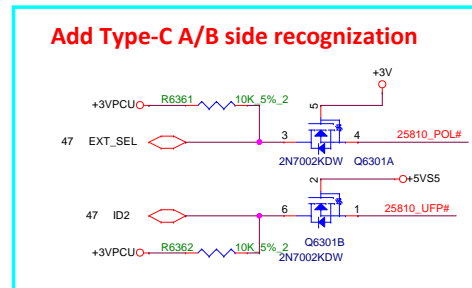 Add Type-C A/B side recognization
+3V
+3VPCU R6361 10K_5%_2
5
47 EXT_SEL 3 4 25810_POL#
2N7002KDW Q6301A
2 +5VS5
47 ID2 6 1 25810_UFP#
Q6301B
+3VPCU R6362 10K_5%_2 2N7002KDW